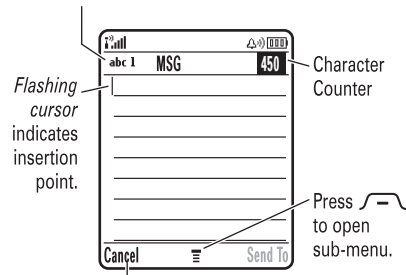 abc 1 MSG 450
Character
Counter
Flashing
cursor
indicates
insertion
point.
Press
to open
sub-menu.
Cancel Send To